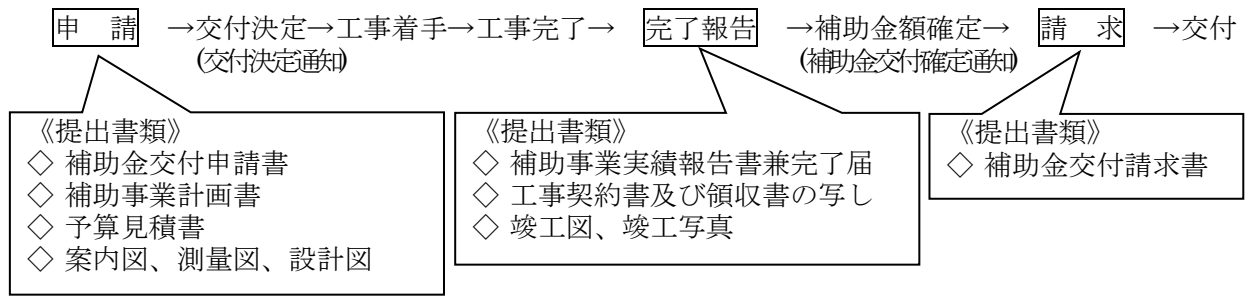 申　請　→交付決定→工事着手→工事完了→　完了報告　→補助金額確定→　請　求　→交付
(交付決定通知)　(補助金交付確定通知)
《提出書類》
◇ 補助金交付申請書
◇ 補助事業計画書
◇ 予算見積書
◇ 案内図、測量図、設計図
《提出書類》
◇ 補助事業実績報告書兼完了届
◇ 工事契約書及び領収書の写し
◇ 竣工図、竣工写真
《提出書類》
◇ 補助金交付請求書